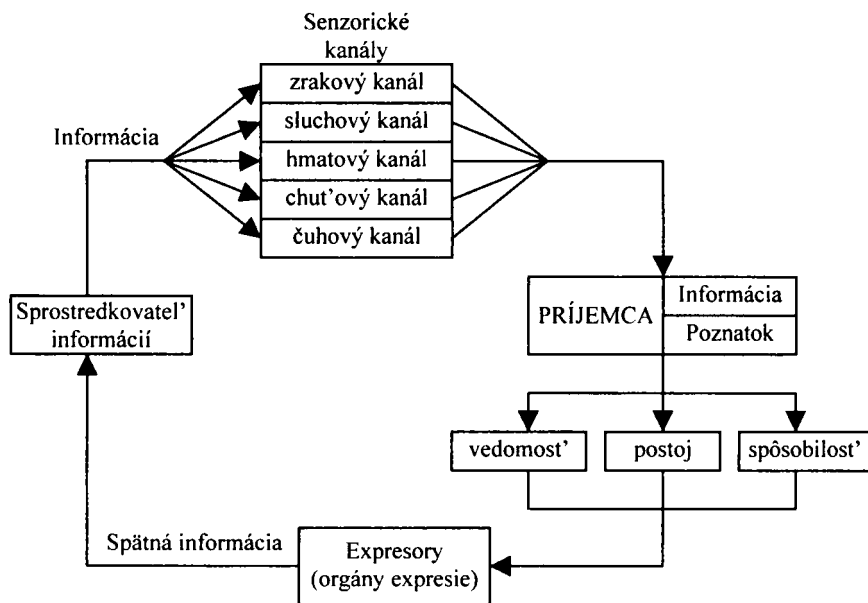 Senzorické
kanály
zrakový kanál
sluchový kanál
Informácia
hmatový kanál
chuťový kanál
čuhový kanál
Sprostredkovateľ
informácií
PRÍJEMCA
Informácia
Poznatok
vedomosť
postoj
spôsobilosť
Spätná informácia
Expresory
(orgány expresie)